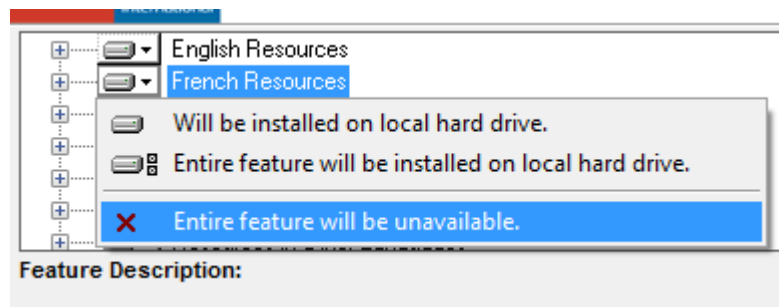 International
English Resources
French Resources
Will be installed on local hard drive.
Entire feature will be installed on local hard drive.
Entire feature will be unavailable.
Feature Description: